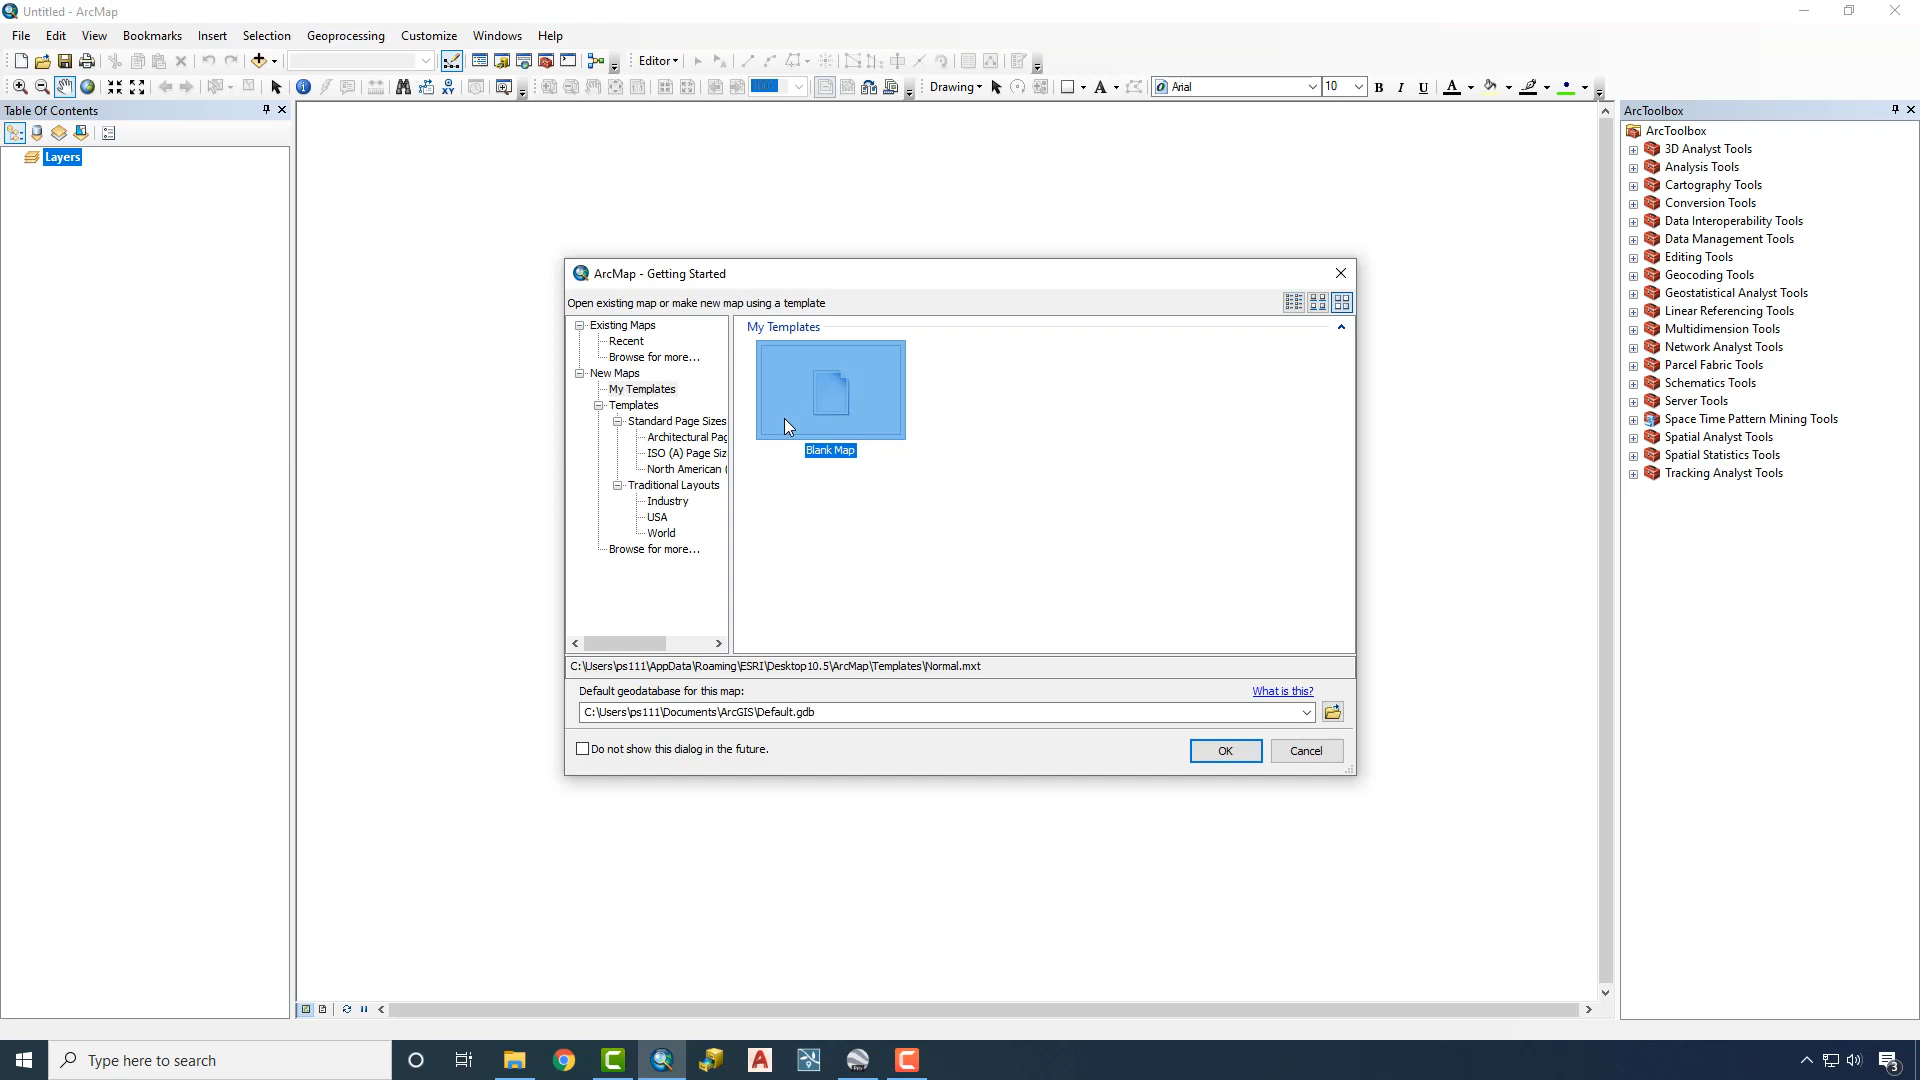 Untitled - ArcMap
File Edit View Bookmarks Insert Selection Geoprocessing Customize Windows Help
Editor
Drawing Arial 10 B I U A
Table Of Contents
Layers
ArcMap - Getting Started
Open existing map or make new map using a template
Existing Maps
Recent
Browse for more...
New Maps
My Templates
Templates
Standard Page Sizes
Architectural Pag
ISO (A) Page Siz
North American (
Traditional Layouts
Industry
USA
World
Browse for more...
My Templates
Blank Map
C:\Users\ps111\AppData\Roaming\ESRI\Desktop10.5\ArcMap\Templates\Normal.mxt
Default geodatabase for this map:
What is this?
C:\Users\ps111\Documents\ArcGIS\Default.gdb
Do not show this dialog in the future.
OK Cancel
ArcToolbox
ArcToolbox
3D Analyst Tools
Analysis Tools
Cartography Tools
Conversion Tools
Data Interoperability Tools
Data Management Tools
Editing Tools
Geocoding Tools
Geostatistical Analyst Tools
Linear Referencing Tools
Multidimension Tools
Network Analyst Tools
Parcel Fabric Tools
Schematics Tools
Server Tools
Space Time Pattern Mining Tools
Spatial Analyst Tools
Spatial Statistics Tools
Tracking Analyst Tools
Type here to search
3